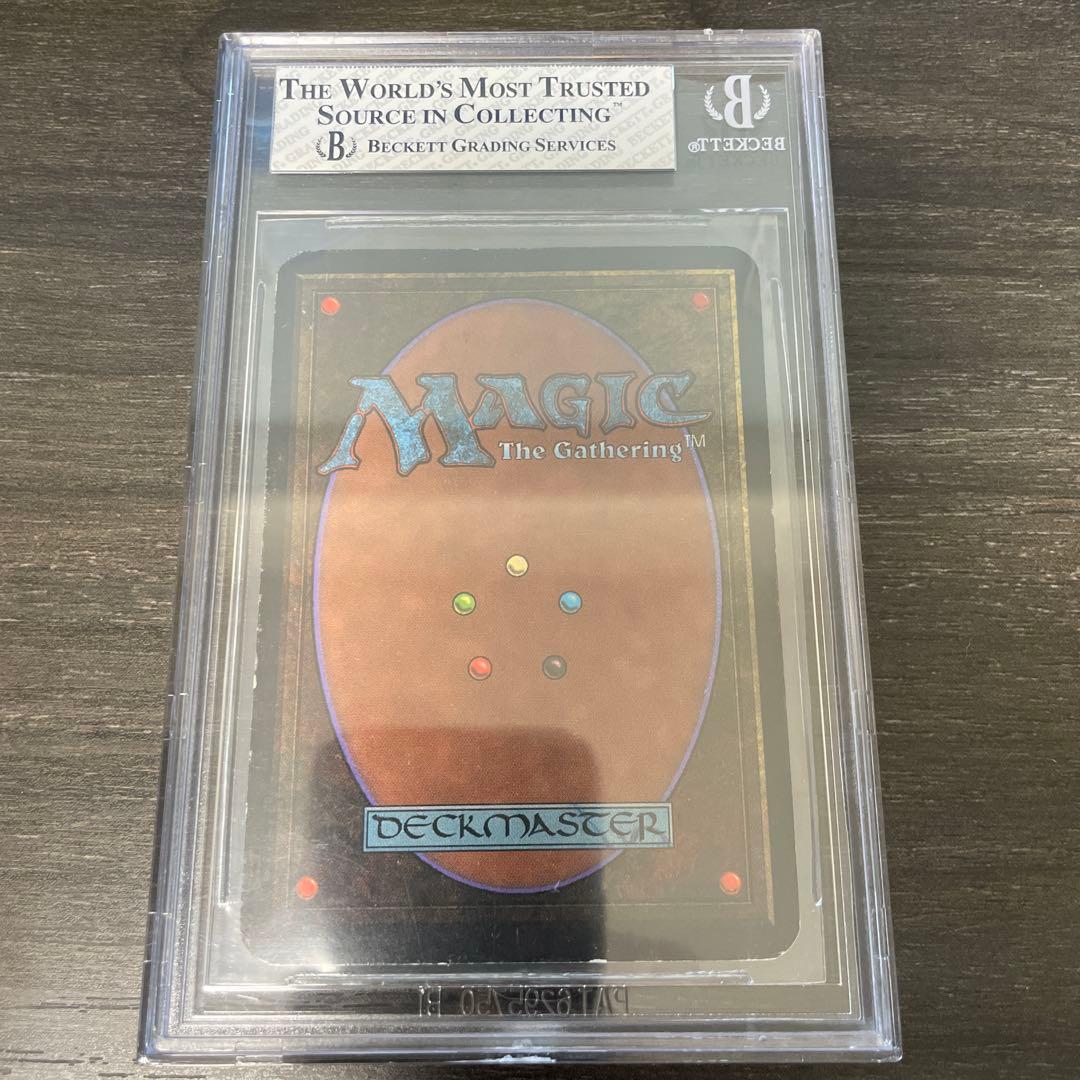 THE WORLD'S MOST TRUSTED
SOURCE IN COLLECTING™
B BECKETT GRADING SERVICES
B
BECKETT®
MAGIC
The Gathering™
DECKMASTER